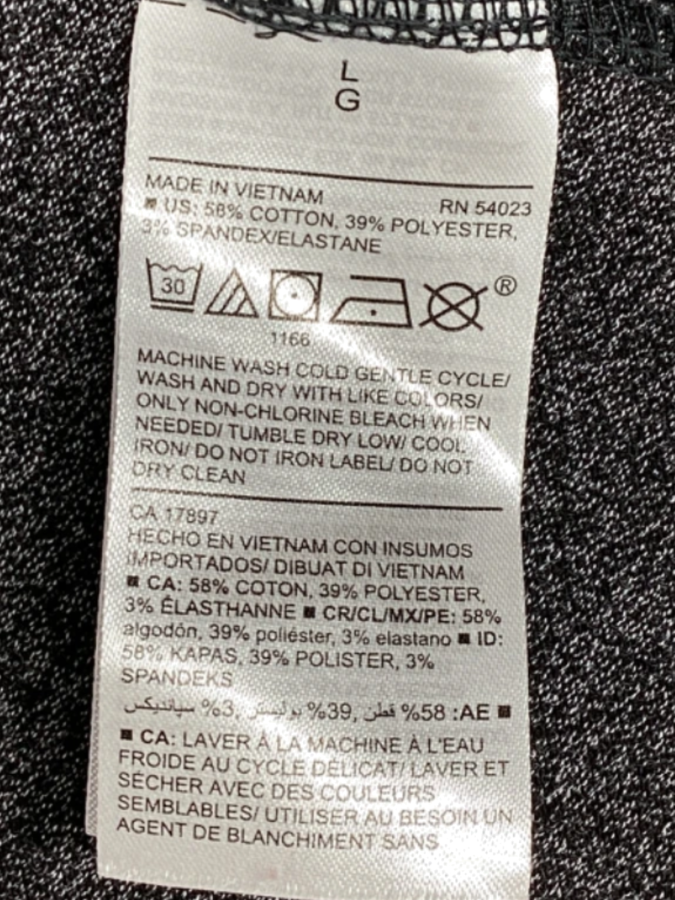 L
G
MADE IN VIETNAM
RN 54023
■ US: 58% COTTON, 39% POLYESTER,
3% SPANDEX/ELASTANE
30
®
1166
MACHINE WASH COLD GENTLE CYCLE/
WASH AND DRY WITH LIKE COLORS/
ONLY NON-CHLORINE BLEACH WHEN
NEEDED/ TUMBLE DRY LOW/ COOL
IRON/ DO NOT IRON LABEL/ DO NOT
DRY CLEAN
CA 17897
HECHO EN VIETNAM CON INSUMOS
IMPORTADOS/ DIBUAT DI VIETNAM
■ CA: 58% COTON, 39% POLYESTER,
3% ÉLASTHANNE ■ CR/CL/MX/PE: 58%
algodón, 39% poliéster, 3% elastano ■ ID:
58% KAPAS, 39% POLISTER, 3%
SPANDEKS
■ AE: 58% قطن, 39% بوليستر, 3% سباندیکس
■ CA: LAVER À LA MACHINE À L'EAU
FROIDE AU CYCLE DÉLICAT/ LAVER ET
SÉCHER AVEC DES COULEURS
SEMBLABLES/ UTILISER AU BESOIN UN
AGENT DE BLANCHIMENT SANS